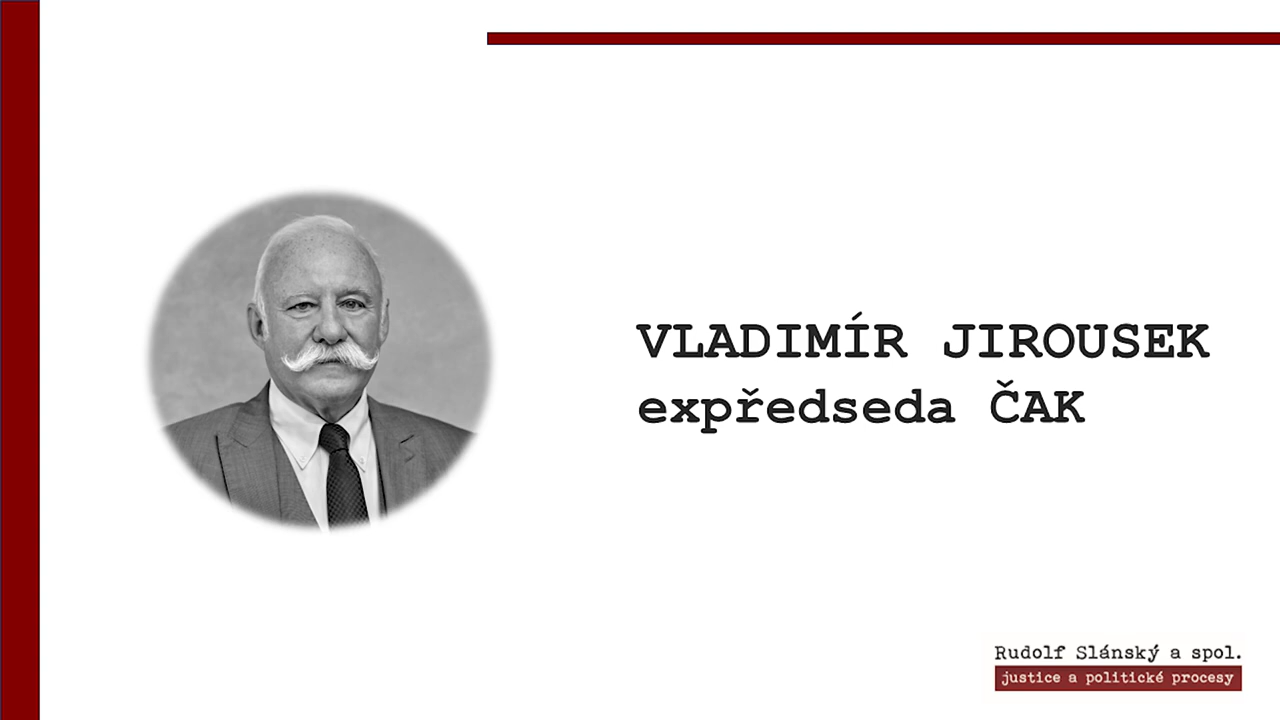 VLADIMÍR JIROUSEK
expředseda ČAK
Rudolf Slánský a spol.
justice a politické procesy